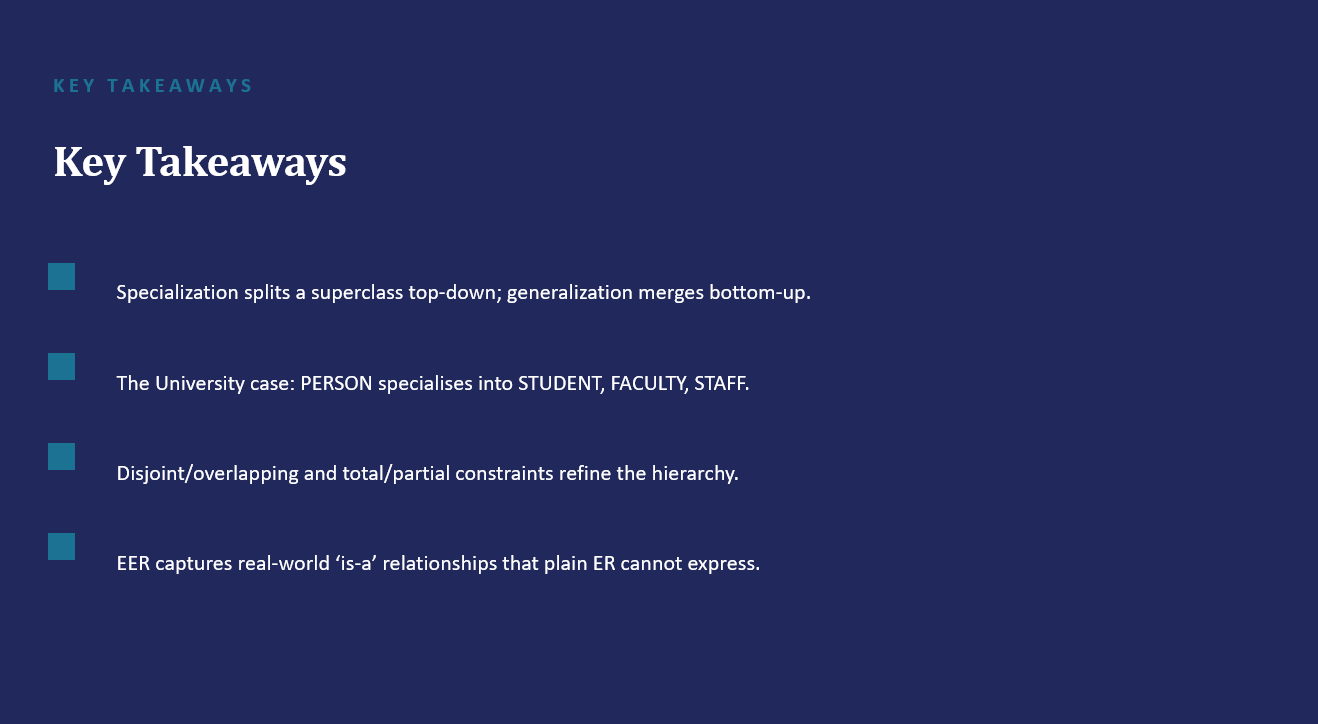 KEY TAKEAWAYS
Key Takeaways
Specialization splits a superclass top-down; generalization merges bottom-up.
The University case: PERSON specialises into STUDENT, FACULTY, STAFF.
Disjoint/overlapping and total/partial constraints refine the hierarchy.
EER captures real-world ‘is-a’ relationships that plain ER cannot express.